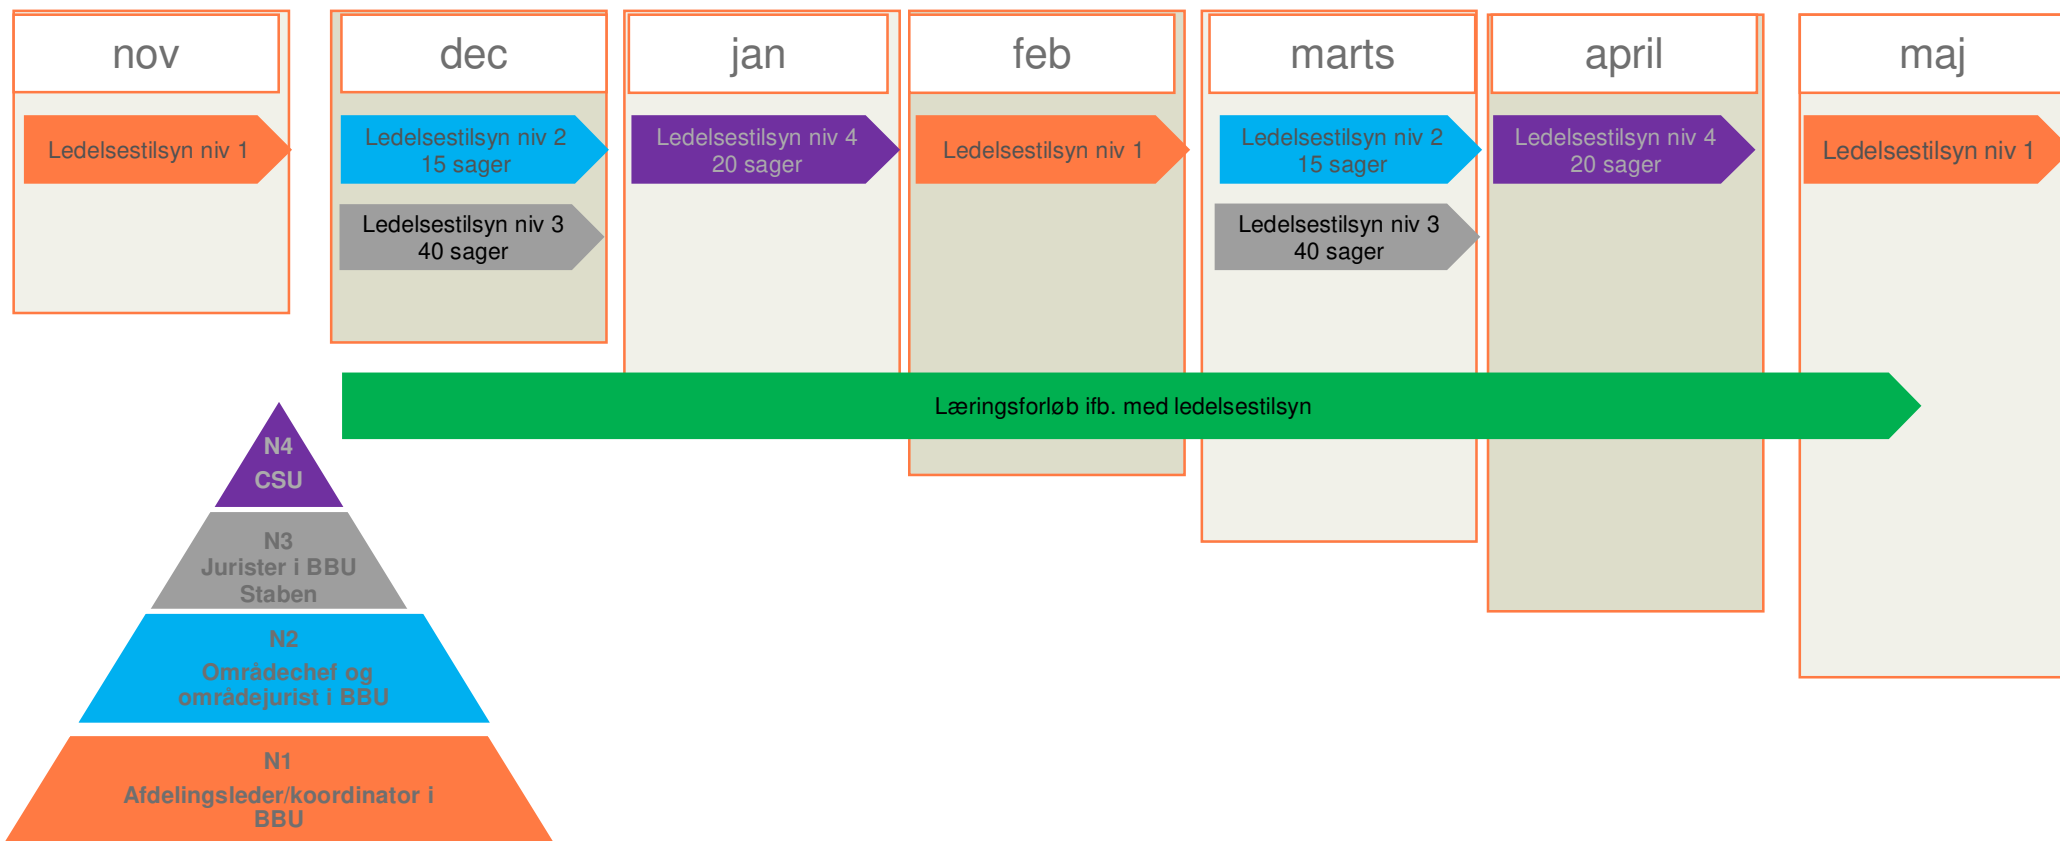 nov
dec
jan
feb
marts
april
maj
Ledelsestilsyn niv 1
Ledelsestilsyn niv 2
15 sager
Ledelsestilsyn niv 4
20 sager
Ledelsestilsyn niv 1
Ledelsestilsyn niv 2
15 sager
Ledelsestilsyn niv 4
20 sager
Ledelsestilsyn niv 1
Ledelsestilsyn niv 3
40 sager
Ledelsestilsyn niv 3
40 sager
Læringsforløb ifb. med ledelsestilsyn
N4
CSU
N3
Jurister i BBU
Staben
N2
Områdechef og
områdejurist i BBU
N1
Afdelingsleder/koordinator i
BBU